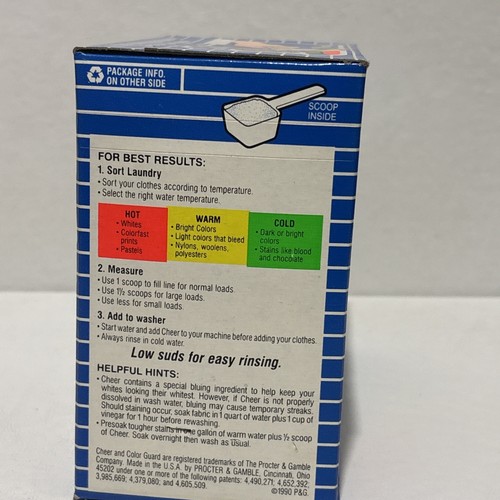 PACKAGE INFO.
ON OTHER SIDE
SCOOP
INSIDE
FOR BEST RESULTS:
1. Sort Laundry
• Sort your clothes according to temperature.
• Select the right water temperature.
HOT
• Whites
• Colorfast
prints
• Pastels
WARM
• Bright Colors
• Light colors that bleed
• Nylons, woolens,
polyesters
COLD
• Dark or bright
colors
• Stains like blood
and chocolate
2. Measure
• Use 1 scoop to fill line for normal loads.
• Use 1½ scoops for large loads.
• Use less for small loads.
3. Add to washer
• Start water and add Cheer to your machine before adding your clothes.
• Always rinse in cold water.
Low suds for easy rinsing.
HELPFUL HINTS:
• Cheer contains a special bluing ingredient to help keep your
whites looking their whitest. However, if Cheer is not properly
dissolved in wash water, bluing may cause temporary streaks.
Should staining occur, soak fabric in 1 quart of water plus 1 cup of
vinegar for 1 hour before rewashing.
• Presoak tougher stains in one gallon of warm water plus ½ scoop
of Cheer. Soak overnight then wash as usual.
Cheer and Color Guard are registered trademarks of The Procter & Gamble
Company. Made in the U.S.A. by PROCTER & GAMBLE, Cincinnati, Ohio
45202 under one or more of the following patents: 4,490,271; 4,652,392;
3,985,669; 4,379,080; and 4,605,509.
©1990 P&G.